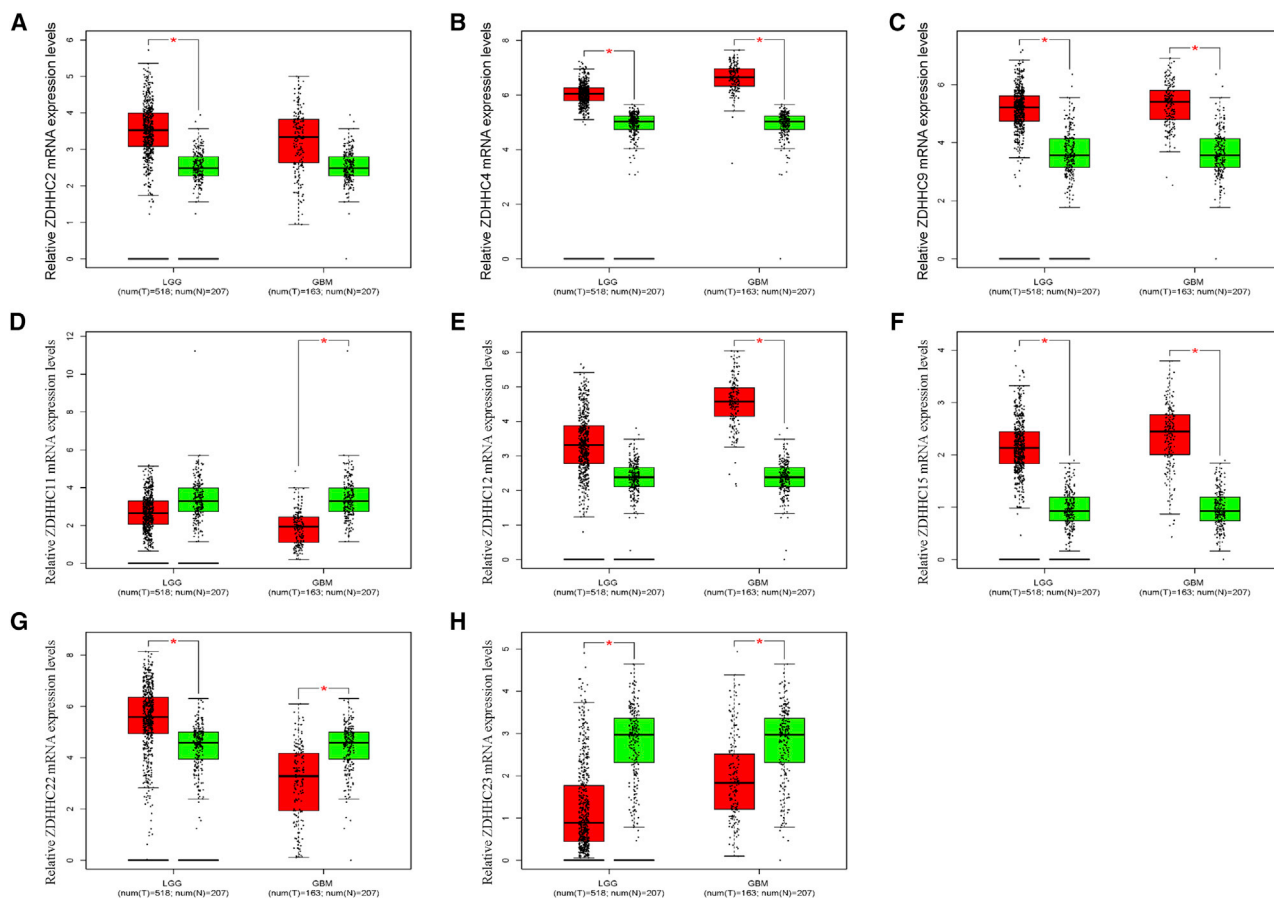 A
Relative ZDHHC2 mRNA expression levels
6
5
4
3
2
1
0
*
LGG
(num(T)=518; num(N)=207)
GBM
(num(T)=163; num(N)=207)
B
Relative ZDHHC4 mRNA expression levels
8
6
4
2
0
*
*
LGG
(num(T)=518; num(N)=207)
GBM
(num(T)=163; num(N)=207)
C
Relative ZDHHC9 mRNA expression levels
6
4
2
0
*
*
LGG
(num(T)=518; num(N)=207)
GBM
(num(T)=163; num(N)=207)
D
Relative ZDHHC11 mRNA expression levels
12
10
8
6
4
2
0
*
LGG
(num(T)=518; num(N)=207)
GBM
(num(T)=163; num(N)=207)
E
Relative ZDHHC12 mRNA expression levels
6
5
4
3
2
1
0
*
LGG
(num(T)=518; num(N)=207)
GBM
(num(T)=163; num(N)=207)
F
Relative ZDHHC15 mRNA expression levels
4
3
2
1
0
*
*
LGG
(num(T)=518; num(N)=207)
GBM
(num(T)=163; num(N)=207)
G
Relative ZDHHC22 mRNA expression levels
8
6
4
2
0
*
*
LGG
(num(T)=518; num(N)=207)
GBM
(num(T)=163; num(N)=207)
H
Relative ZDHHC23 mRNA expression levels
5
4
3
2
1
0
*
*
LGG
(num(T)=518; num(N)=207)
GBM
(num(T)=163; num(N)=207)